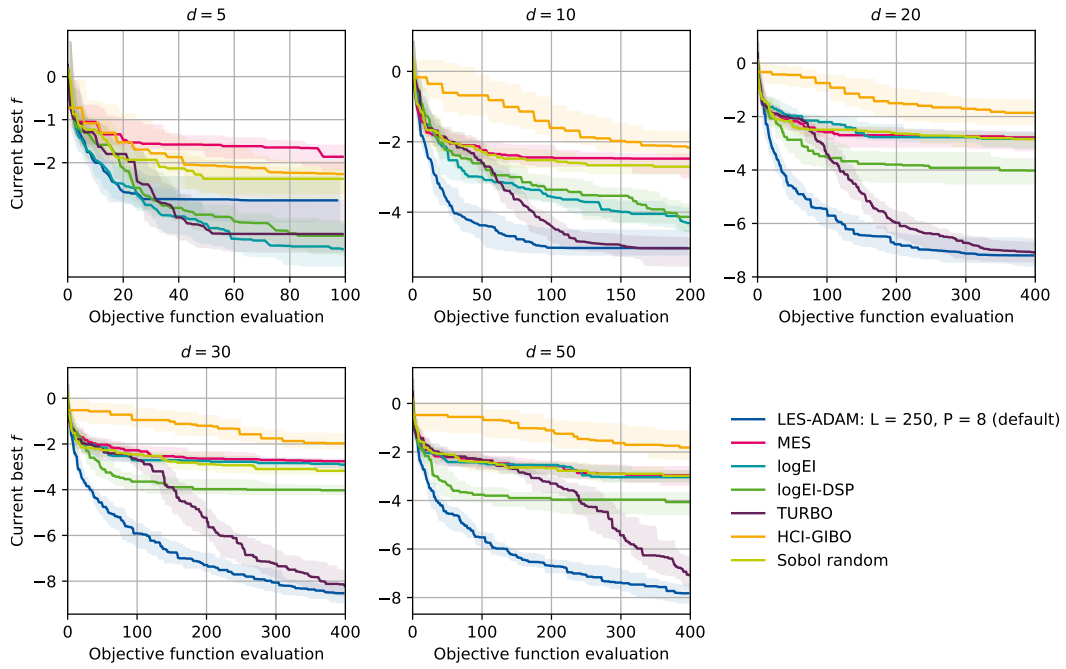 d = 5
d = 10
d = 20
Current best f
0
−1
−2
0
−2
−4
0
−2
−4
−6
−8
0 20 40 60 80 100
0 50 100 150 200
0 100 200 300 400
Objective function evaluation
Objective function evaluation
Objective function evaluation
d = 30
d = 50
Current best f
0
−2
−4
−6
−8
0
−2
−4
−6
−8
0 100 200 300 400
0 100 200 300 400
Objective function evaluation
Objective function evaluation
LES-ADAM: L = 250, P = 8 (default)
MES
logEI
logEI-DSP
TURBO
HCI-GIBO
Sobol random